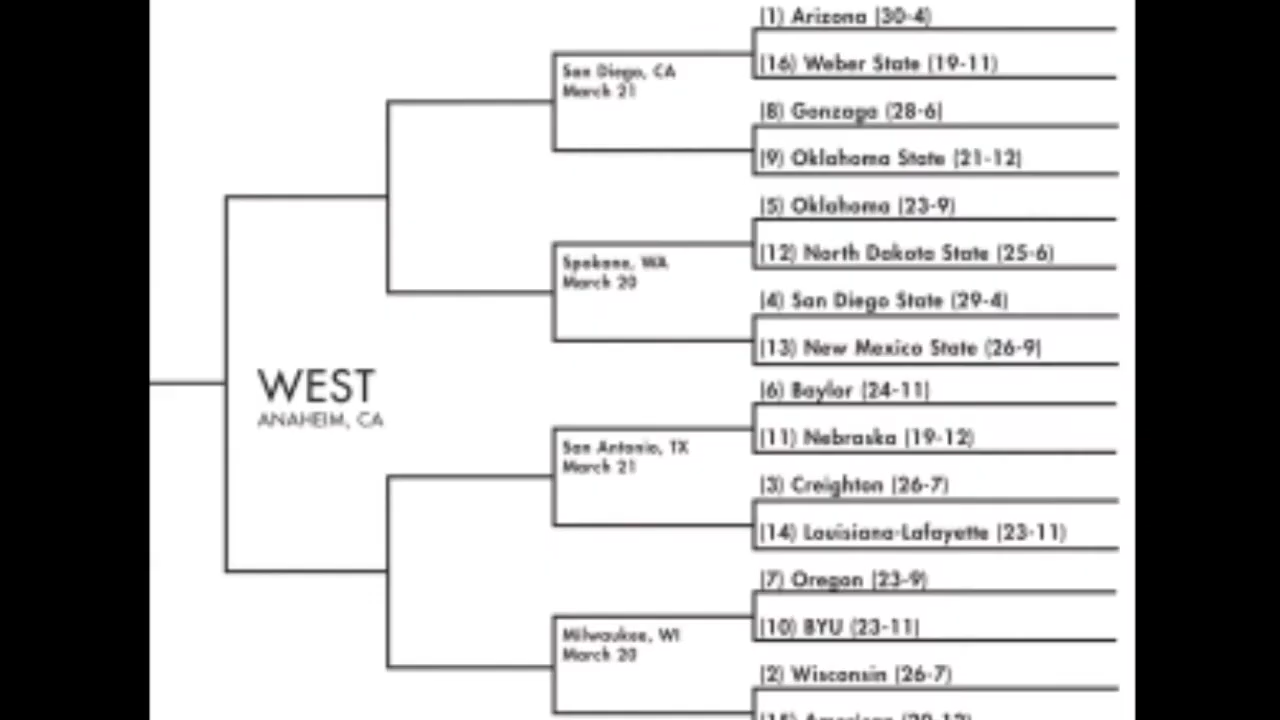 (1) Arizona (30-4)
(16) Weber State (19-11)
San Diego, CA
March 21
(8) Gonzaga (28-6)
(9) Oklahoma State (21-12)
(5) Oklahoma (23-9)
(12) North Dakota State (25-6)
Spokane, WA
March 20
(4) San Diego State (29-4)
(13) New Mexico State (26-9)
WEST
ANAHEIM, CA
(6) Baylor (24-11)
(11) Nebraska (19-12)
San Antonio, TX
March 21
(3) Creighton (26-7)
(14) Louisiana-Lafayette (23-11)
(7) Oregon (23-9)
(10) BYU (23-11)
Milwaukee, WI
March 20
(2) Wisconsin (26-7)
(15) American